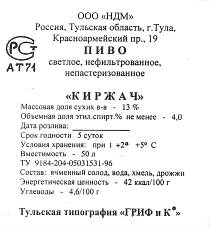 ООО «НДМ»
Россия, Тульская область, г.Тула,
Красноармейский пр., 19
РС
АТ71
ПИВО
светлое, нефильтрованное,
непастеризованное
«КИРЖАЧ»
Массовая доля сухих в-в - 13%
Объемная доля этил.спирт.% не менее - 4,0
Дата розлива:
Срок годности 5 суток
Условия хранения при t +2° +5° С
Вместимость - 50 л
ТУ 9184-204-05031531-96
Состав: ячменный солод, вода, хмель, дрожжи
Энергетическая ценность - 42 ккал/100 г
Углеводы - 4,6/100 г
Тульская типография «ГРИФ и К°»